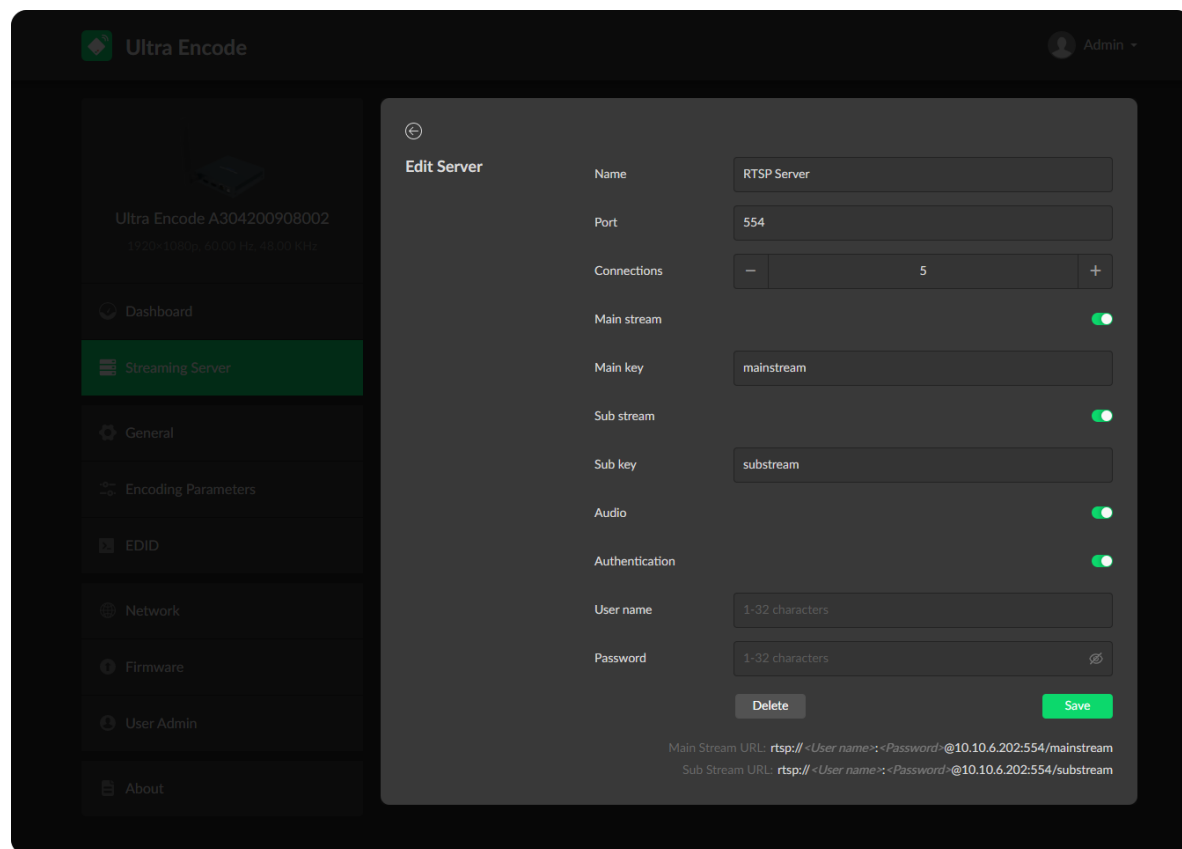 Ultra Encode
Admin
Ultra Encode A304200908002
1920×1080p, 60.00 Hz, 48.00 KHz
Dashboard
Streaming Server
General
Encoding Parameters
EDID
Network
Firmware
User Admin
About
Edit Server
Name RTSP Server
Port 554
Connections − 5 +
Main stream
Main key mainstream
Sub stream
Sub key substream
Audio
Authentication
User name 1-32 characters
Password 1-32 characters
Delete Save
Main Stream URL: rtsp://<User name>:<Password>@10.10.6.202:554/mainstream
Sub Stream URL: rtsp://<User name>:<Password>@10.10.6.202:554/substream